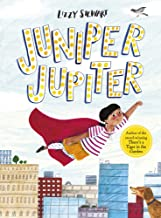 LIZZY STEWART
JUNIPER
JUPITER
Author of the
award-winning
There's a
Tiger in the
Garden